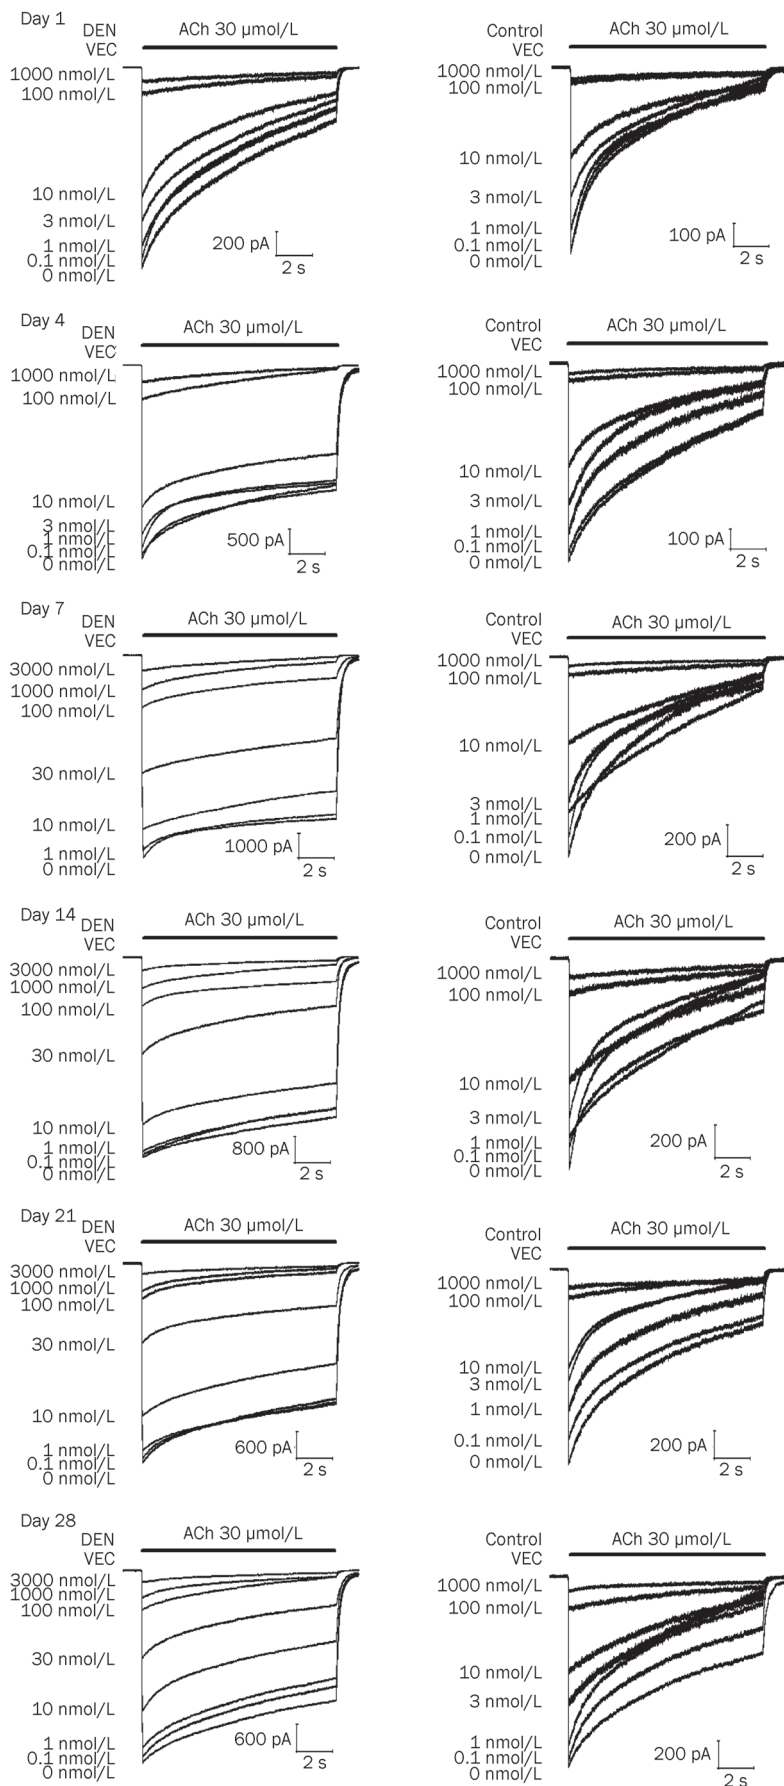 Day 1
DEN
VEC
ACh 30 μmol/L
1000 nmol/L
100 nmol/L
10 nmol/L
3 nmol/L
1 nmol/L
0.1 nmol/L
0 nmol/L
200 pA
2 s
Control
VEC
ACh 30 μmol/L
1000 nmol/L
100 nmol/L
10 nmol/L
3 nmol/L
1 nmol/L
0.1 nmol/L
0 nmol/L
100 pA
2 s
Day 4
DEN
VEC
ACh 30 μmol/L
1000 nmol/L
100 nmol/L
10 nmol/L
3 nmol/L
1 nmol/L
0.1 nmol/L
0 nmol/L
500 pA
2 s
Control
VEC
ACh 30 μmol/L
1000 nmol/L
100 nmol/L
10 nmol/L
3 nmol/L
1 nmol/L
0.1 nmol/L
0 nmol/L
100 pA
2 s
Day 7
DEN
VEC
ACh 30 μmol/L
3000 nmol/L
1000 nmol/L
100 nmol/L
30 nmol/L
10 nmol/L
1 nmol/L
0 nmol/L
1000 pA
2 s
Control
VEC
ACh 30 μmol/L
1000 nmol/L
100 nmol/L
10 nmol/L
3 nmol/L
1 nmol/L
0.1 nmol/L
0 nmol/L
200 pA
2 s
Day 14
DEN
VEC
ACh 30 μmol/L
3000 nmol/L
1000 nmol/L
100 nmol/L
30 nmol/L
10 nmol/L
1 nmol/L
0.1 nmol/L
0 nmol/L
800 pA
2 s
Control
VEC
ACh 30 μmol/L
1000 nmol/L
100 nmol/L
10 nmol/L
3 nmol/L
1 nmol/L
0.1 nmol/L
0 nmol/L
200 pA
2 s
Day 21
DEN
VEC
ACh 30 μmol/L
3000 nmol/L
1000 nmol/L
100 nmol/L
30 nmol/L
10 nmol/L
1 nmol/L
0.1 nmol/L
0 nmol/L
600 pA
2 s
Control
VEC
ACh 30 μmol/L
1000 nmol/L
100 nmol/L
10 nmol/L
3 nmol/L
1 nmol/L
0.1 nmol/L
0 nmol/L
200 pA
2 s
Day 28
DEN
VEC
ACh 30 μmol/L
3000 nmol/L
1000 nmol/L
100 nmol/L
30 nmol/L
10 nmol/L
1 nmol/L
0.1 nmol/L
0 nmol/L
600 pA
2 s
Control
VEC
ACh 30 μmol/L
1000 nmol/L
100 nmol/L
10 nmol/L
3 nmol/L
1 nmol/L
0.1 nmol/L
0 nmol/L
200 pA
2 s